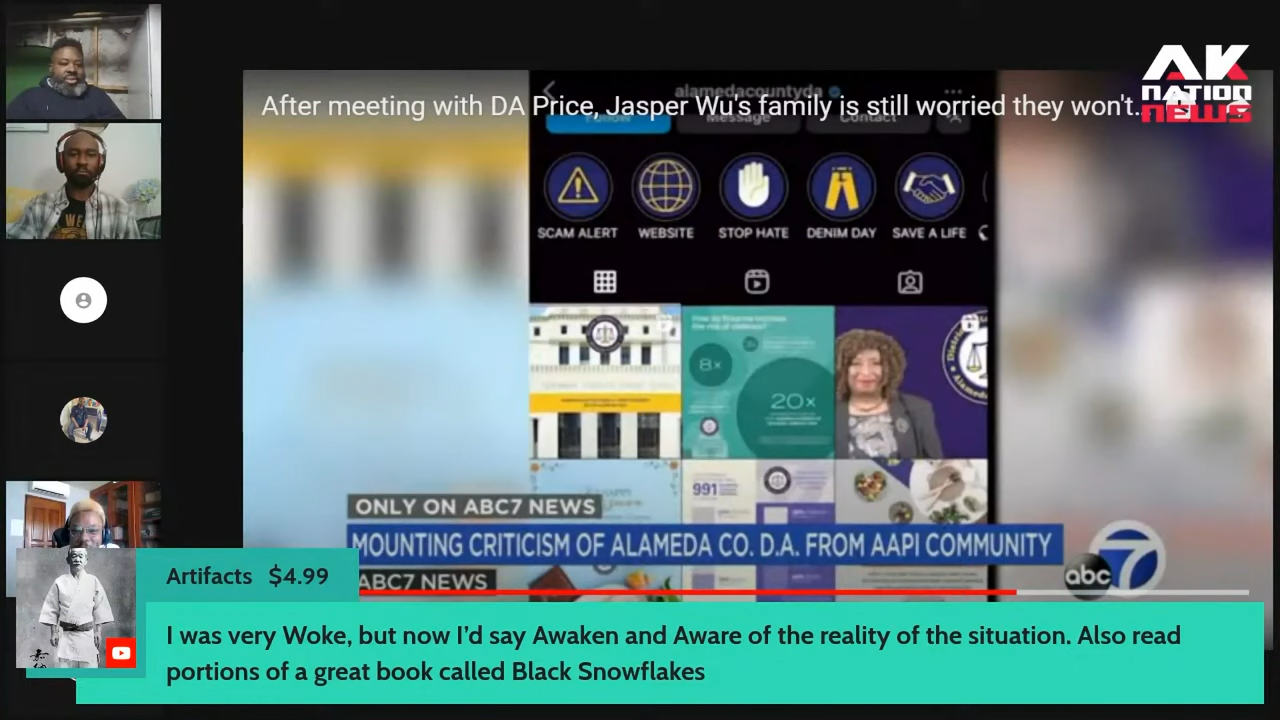 AK
NATION
NEWS
alamedacountyda
After meeting with DA Price, Jasper Wu's family is still worried they won't...
Follow
Message
Contact
SCAM ALERT
WEBSITE
STOP HATE
DENIM DAY
SAVE A LIFE
8x
20x
991
ONLY ON ABC7 NEWS
MOUNTING CRITICISM OF ALAMEDA CO. D.A. FROM AAPI COMMUNITY
ABC7 NEWS
abc 7
Artifacts $4.99
I was very Woke, but now I'd say Awaken and Aware of the reality of the situation. Also read
portions of a great book called Black Snowflakes